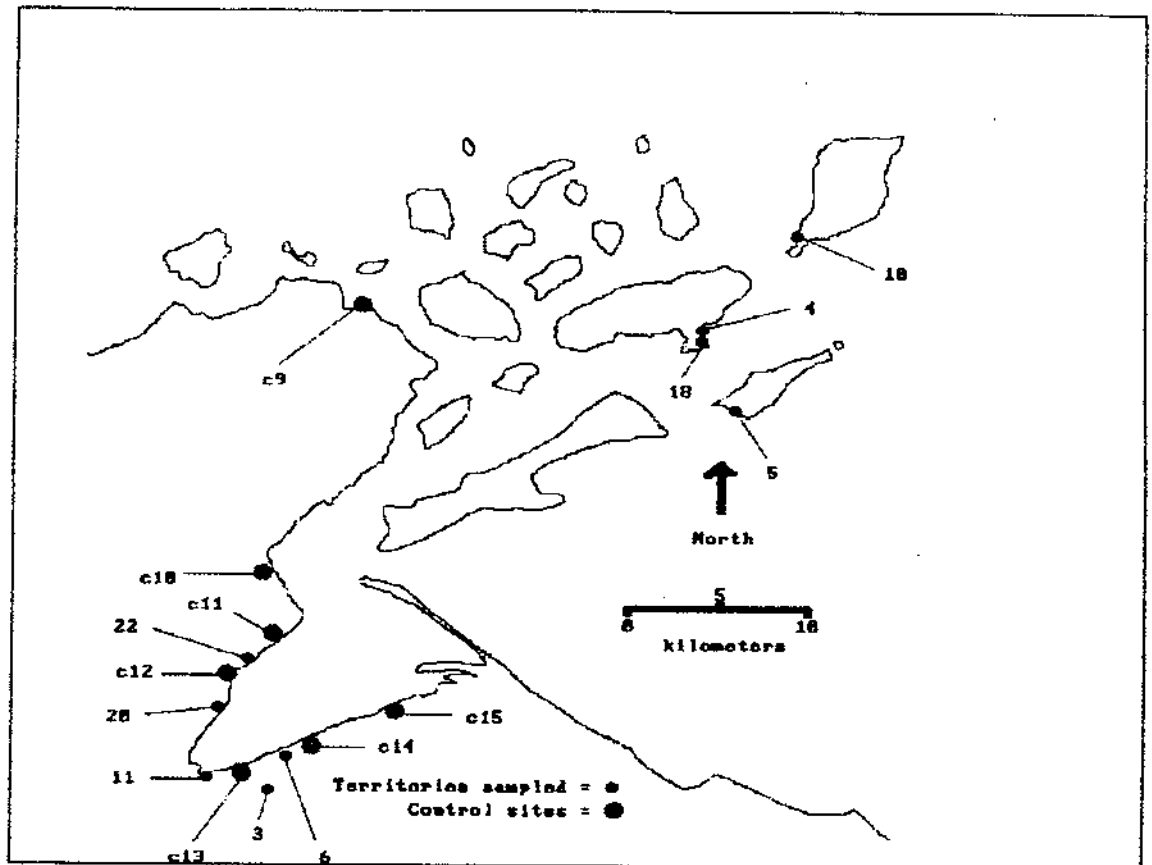 10
4
c9
18
5
North
c10
c11
5
22
0 10
kilometers
c12
20
c15
c14
11
Territories sampled =
Control sites =
3
c13 6